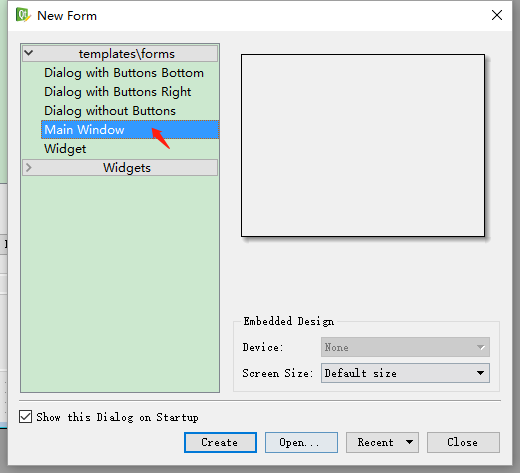 New Form
templates\forms
Dialog with Buttons Bottom
Dialog with Buttons Right
Dialog without Buttons
Main Window
Widget
Widgets
Embedded Design
Device: None
Screen Size: Default size
Show this Dialog on Startup
Create Open... Recent Close